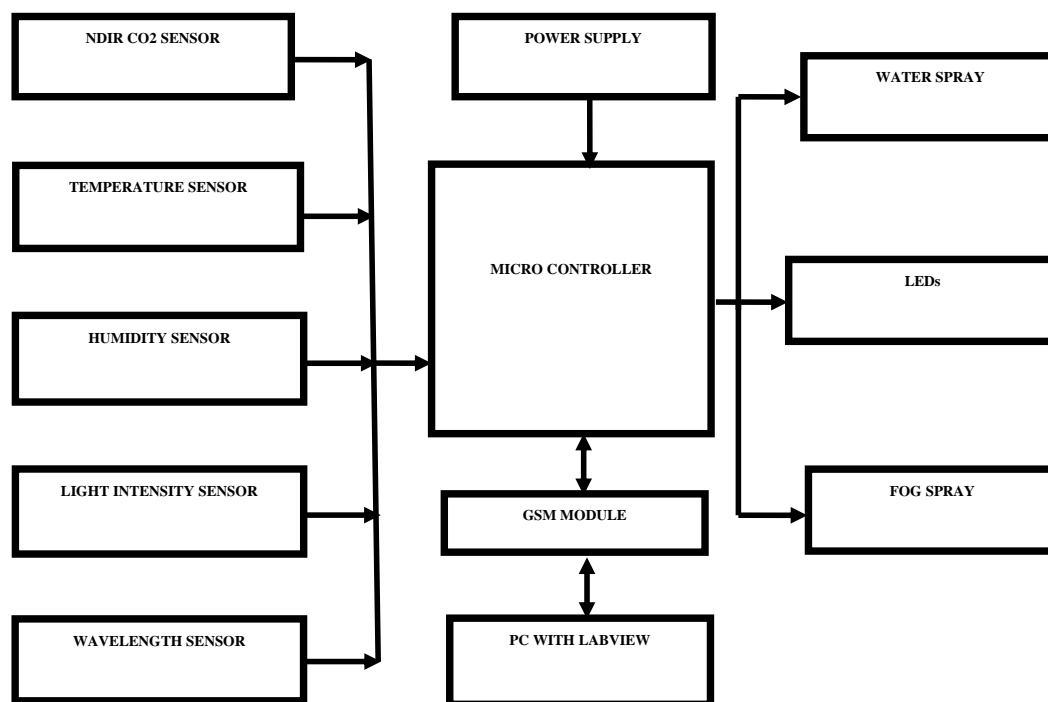 NDIR CO2 SENSOR
POWER SUPPLY
WATER SPRAY
TEMPERATURE SENSOR
MICRO CONTROLLER
LEDs
HUMIDITY SENSOR
LIGHT INTENSITY SENSOR
GSM MODULE
FOG SPRAY
WAVELENGTH SENSOR
PC WITH LABVIEW